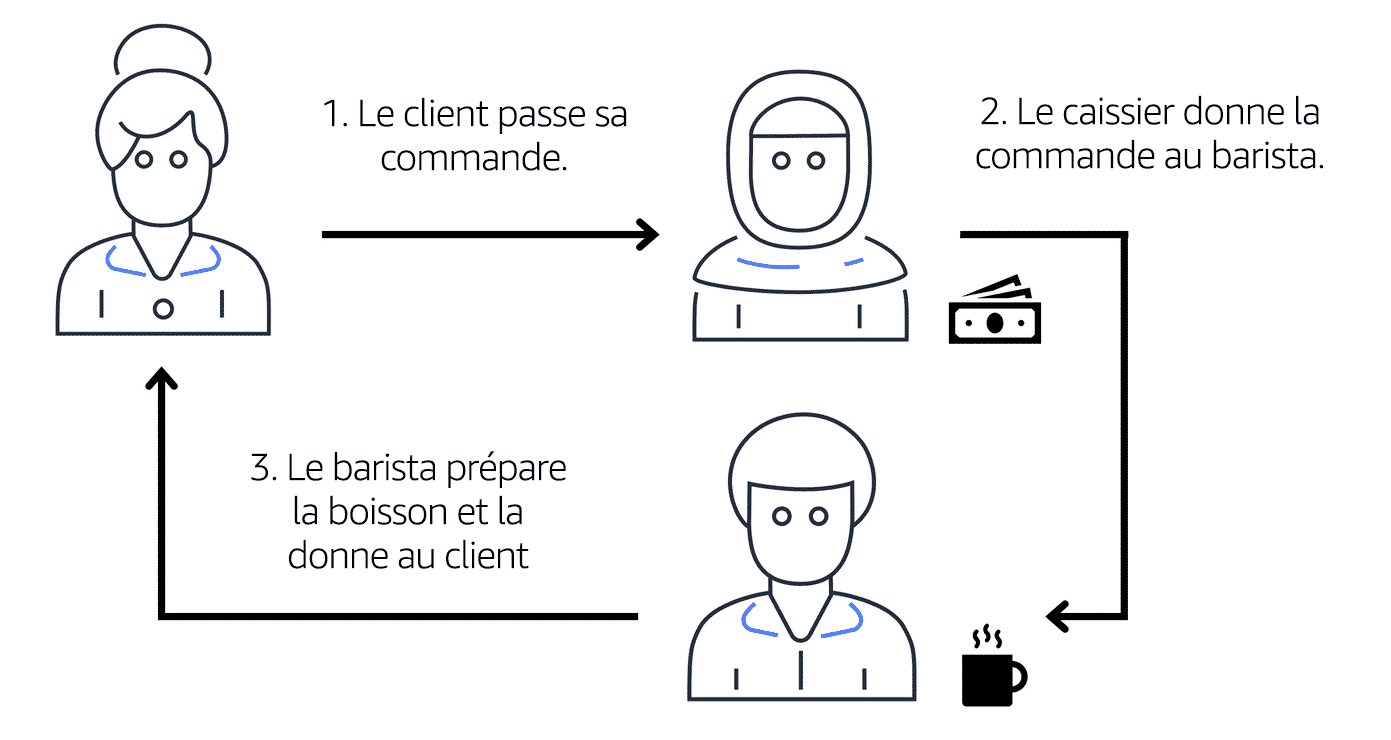 1. Le client passe sa
commande.
2. Le caissier donne la
commande au barista.
3. Le barista prépare
la boisson et la
donne au client